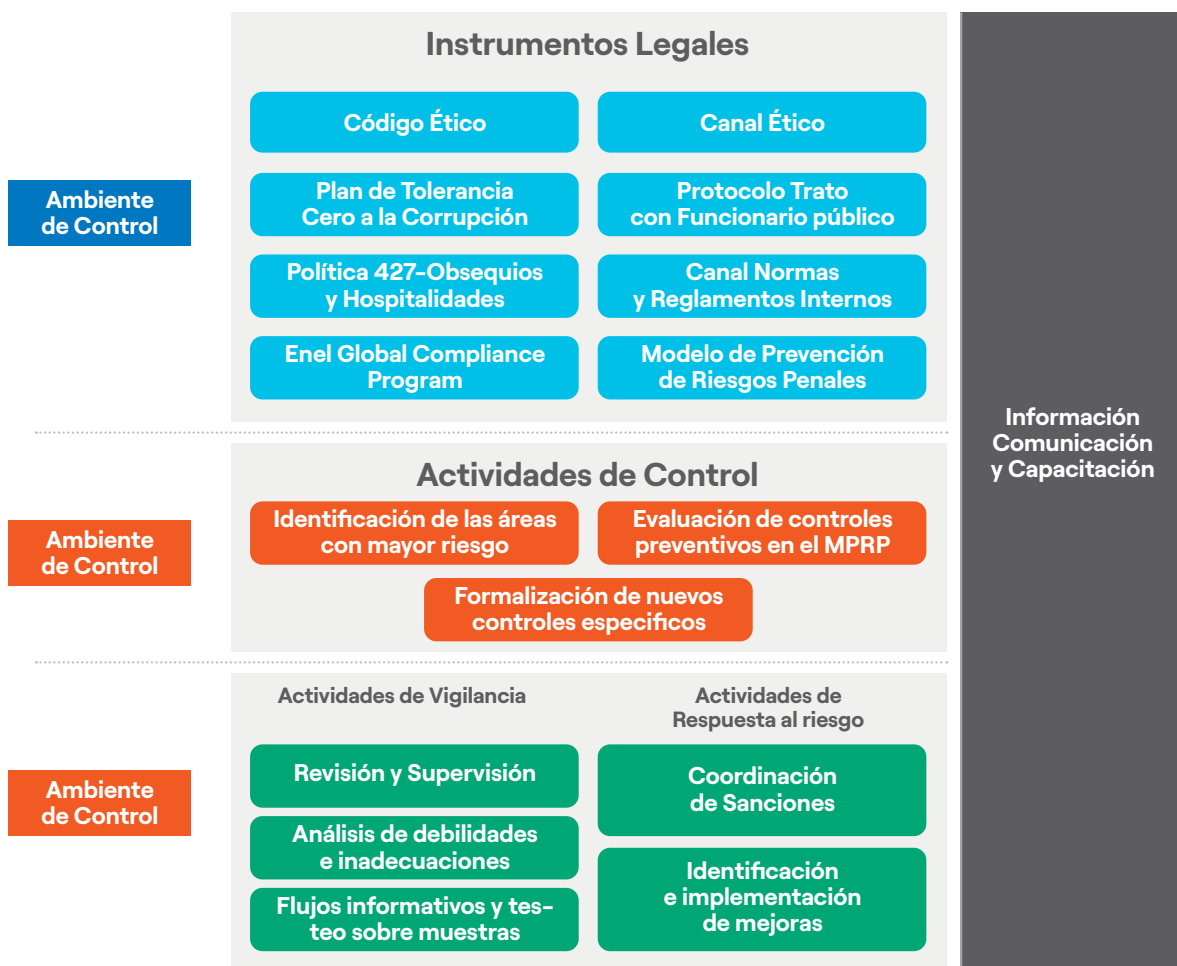 Instrumentos Legales
Código Ético
Canal Ético
Ambiente
de Control
Plan de Tolerancia
Cero a la Corrupción
Protocolo Trato
con Funcionario público
Política 427-Obsequios
y Hospitalidades
Canal Normas
y Reglamentos Internos
Enel Global Compliance
Program
Modelo de Prevención
de Riesgos Penales
Información
Comunicación
y Capacitación
Actividades de Control
Ambiente
de Control
Identificación de las áreas
con mayor riesgo
Evaluación de controles
preventivos en el MPRP
Formalización de nuevos
controles especificos
Actividades de Vigilancia
Actividades de
Respuesta al riesgo
Ambiente
de Control
Revisión y Supervisión
Análisis de debilidades
e inadecuaciones
Flujos informativos y tes-
teo sobre muestras
Coordinación
de Sanciones
Identificación
e implementación
de mejoras